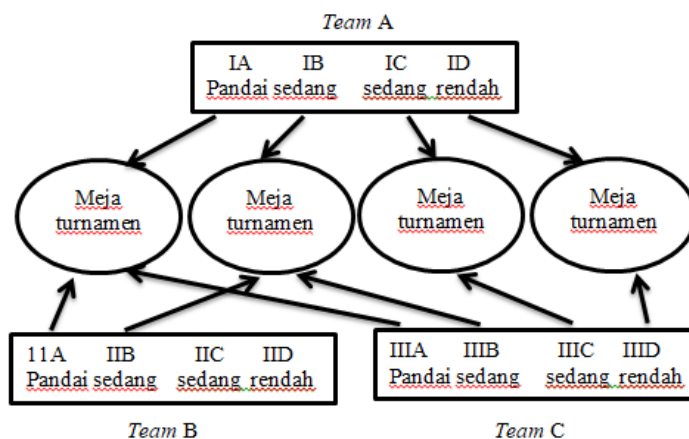 Team A
IA IB IC ID
Pandai sedang sedang rendah
Meja turnamen
Meja turnamen
Meja turnamen
Meja turnamen
11A IIB IIC IID
Pandai sedang sedang rendah
IIIA IIIB IIIC IIID
Pandai sedang sedang rendah
Team B
Team C